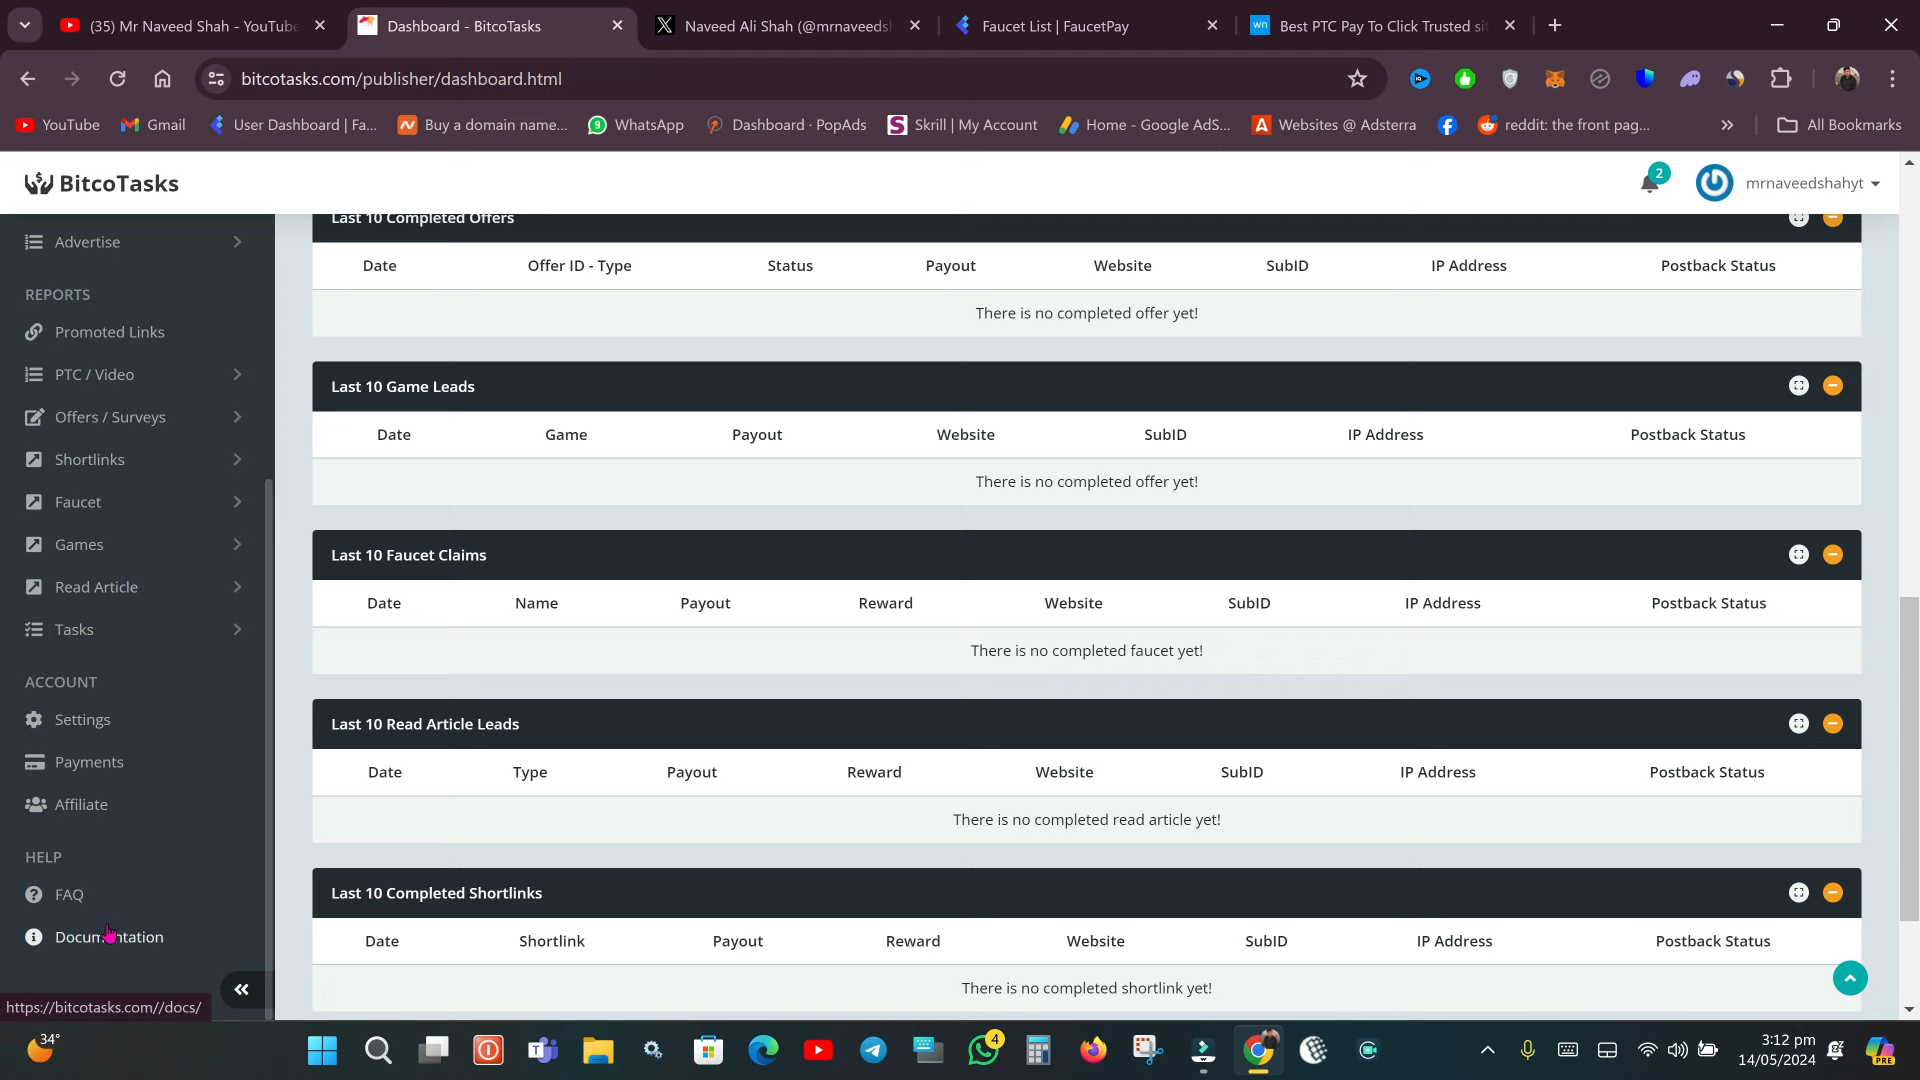 (35) Mr Naveed Shah - YouTube
Dashboard - BitcoTasks
Naveed Ali Shah (@mrnaveedsh
Faucet List | FaucetPay
Best PTC Pay To Click Trusted sit
bitcotasks.com/publisher/dashboard.html
YouTube
Gmail
User Dashboard | Fa...
Buy a domain name...
WhatsApp
Dashboard · PopAds
Skrill | My Account
Home - Google AdS...
Websites @ Adsterra
reddit: the front pag...
All Bookmarks
BitcoTasks
2
mrnaveedshahyt
Advertise
REPORTS
Promoted Links
PTC / Video
Offers / Surveys
Shortlinks
Faucet
Games
Read Article
Tasks
ACCOUNT
Settings
Payments
Affiliate
HELP
FAQ
Documentation
https://bitcotasks.com//docs/
Last 10 Completed Offers
Date Offer ID - Type Status Payout Website SubID IP Address Postback Status
There is no completed offer yet!
Last 10 Game Leads
Date Game Payout Website SubID IP Address Postback Status
There is no completed offer yet!
Last 10 Faucet Claims
Date Name Payout Reward Website SubID IP Address Postback Status
There is no completed faucet yet!
Last 10 Read Article Leads
Date Type Payout Reward Website SubID IP Address Postback Status
There is no completed read article yet!
Last 10 Completed Shortlinks
Date Shortlink Payout Reward Website SubID IP Address Postback Status
There is no completed shortlink yet!
34°
4
3:12 pm
14/05/2024
PRE